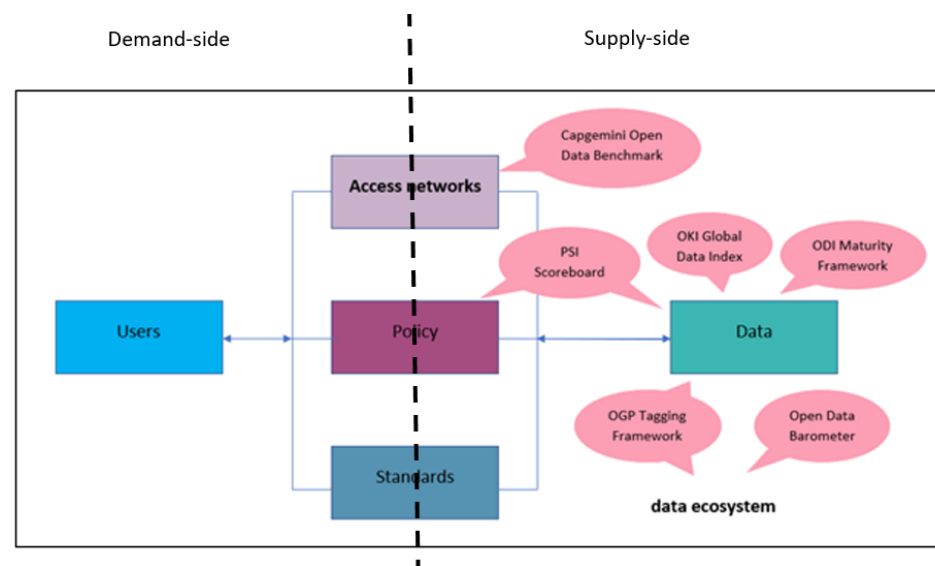 Demand-side
Supply-side
Capgemini Open
Data Benchmark
Access networks
PSI
Scoreboard
OKI Global
Data Index
ODI Maturity
Framework
Users
Policy
Data
OGP Tagging
Framework
Open Data
Barometer
Standards
data ecosystem